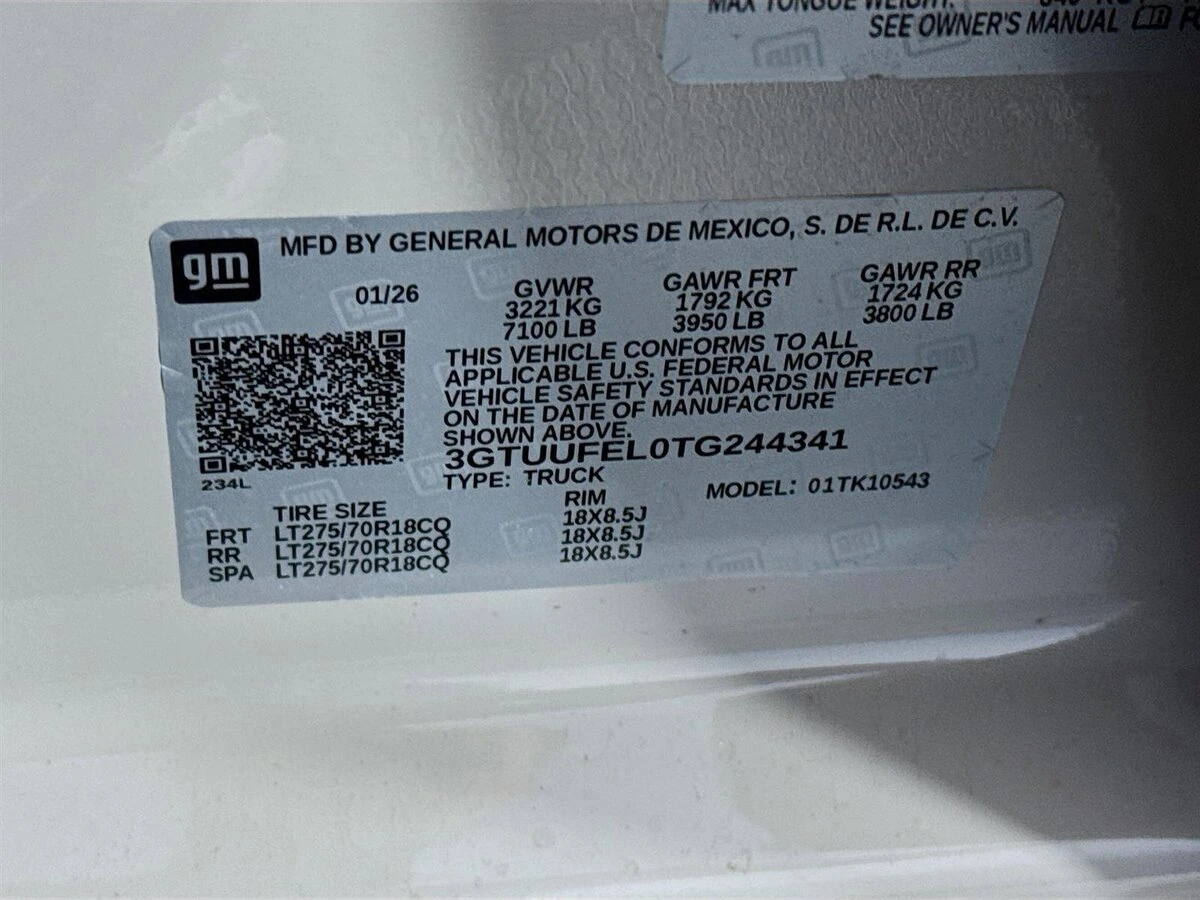 MAX TONGUE WEIGHT:
SEE OWNER'S MANUAL
gm
MFD BY GENERAL MOTORS DE MEXICO, S. DE R.L. DE C.V.
01/26
GVWR GAWR FRT GAWR RR
3221 KG 1792 KG 1724 KG
7100 LB 3950 LB 3800 LB
THIS VEHICLE CONFORMS TO ALL
APPLICABLE U.S. FEDERAL MOTOR
VEHICLE SAFETY STANDARDS IN EFFECT
ON THE DATE OF MANUFACTURE
SHOWN ABOVE.
3GTUUFEL0TG244341
234L
TYPE: TRUCK MODEL: 01TK10543
TIRE SIZE RIM
FRT LT275/70R18CQ 18X8.5J
RR LT275/70R18CQ 18X8.5J
SPA LT275/70R18CQ 18X8.5J